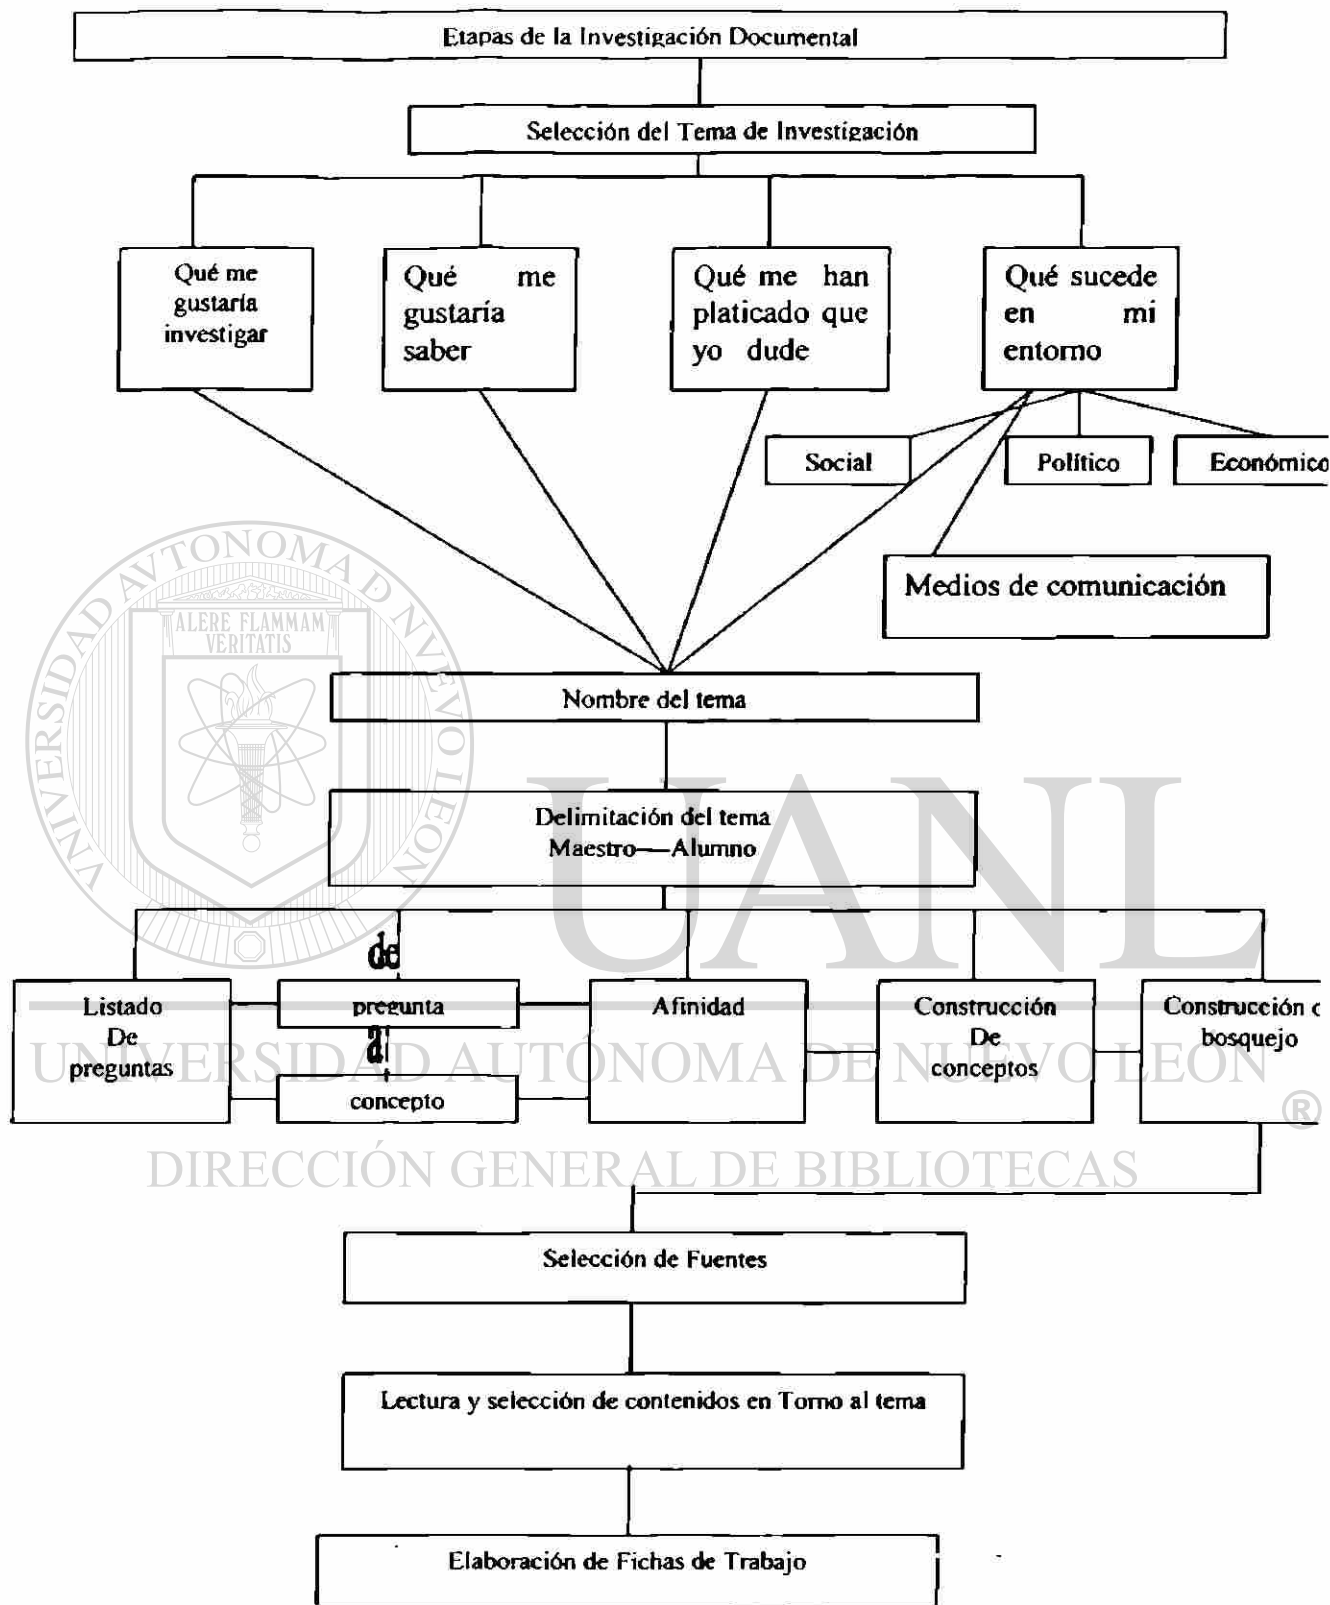 Etapas de la Investigación Documental
Selección del Tema de Investigación
Qué me
gustaría
investigar
Qué me
gustaría
saber
Qué me han
platicado que
yo dude
Qué sucede
en mi
entorno
Social
Político
Económico
Medios de comunicación
Nombre del tema
Delimitación del tema
Maestro—Alumno
Listado
De
preguntas
de
pregunta
a
concepto
Afinidad
Construcción
De
conceptos
Construcción
bosquejo
Selección de Fuentes
Lectura y selección de contenidos en Torno al tema
Elaboración de Fichas de Trabajo
UNIVERSIDAD AVTONOMA D NVEVO LEON
ALERE FLAMMAM
VERITATIS
UANL
UNIVERSIDAD AUTÓNOMA DE NUEVO LEÓN
®
DIRECCIÓN GENERAL DE BIBLIOTECAS